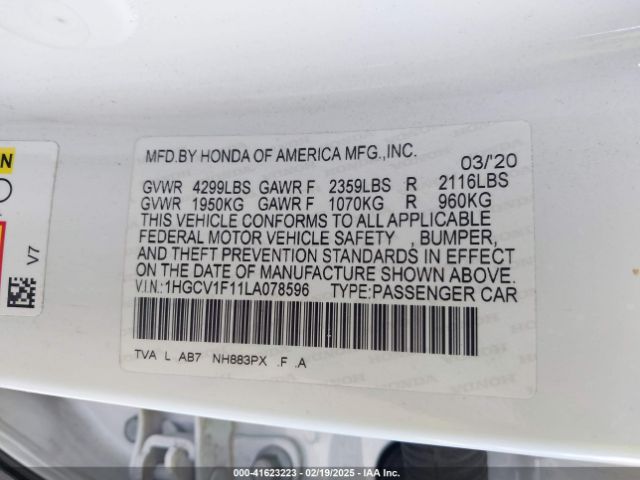 MFD.BY HONDA OF AMERICA MFG.,INC. 03/'20
GVWR 4299LBS GAWR F 2359LBS R 2116LBS
GVWR 1950KG GAWR F 1070KG R 960KG
THIS VEHICLE CONFORMS TO ALL APPLICABLE
FEDERAL MOTOR VEHICLE SAFETY , BUMPER,
AND THEFT PREVENTION STANDARDS IN EFFECT
ON THE DATE OF MANUFACTURE SHOWN ABOVE.
V.I.N.:1HGCV1F11LA078596 TYPE:PASSENGER CAR
TVA L AB7 NH883PX .F .A
V7
000-41623223 - 02/19/2025 - IAA Inc.